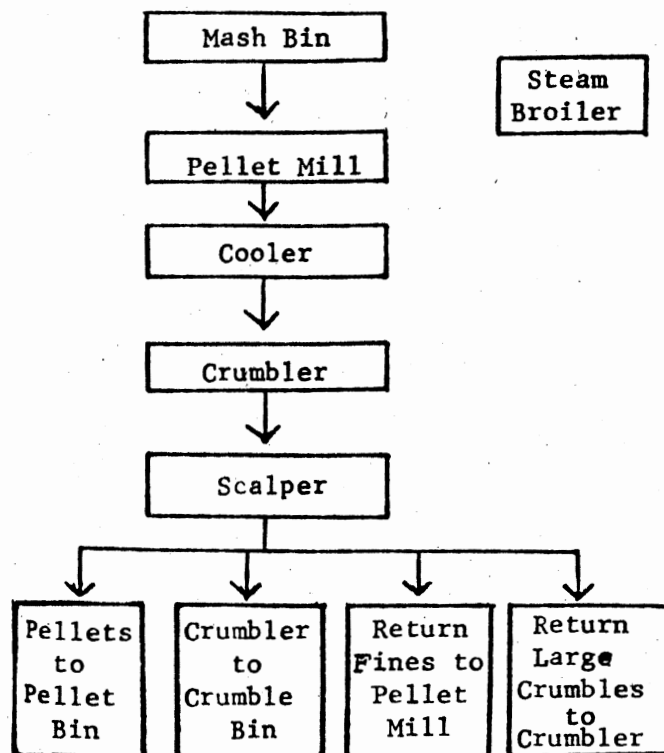 Mash Bin
Steam
Broiler
Pellet Mill
Cooler
Crumbler
Scalper
Pellets
to
Pellet
Bin
Crumbler
to
Crumble
Bin
Return
Fines to
Pellet
Mill
Return
Large
Crumbles
to
Crumbler